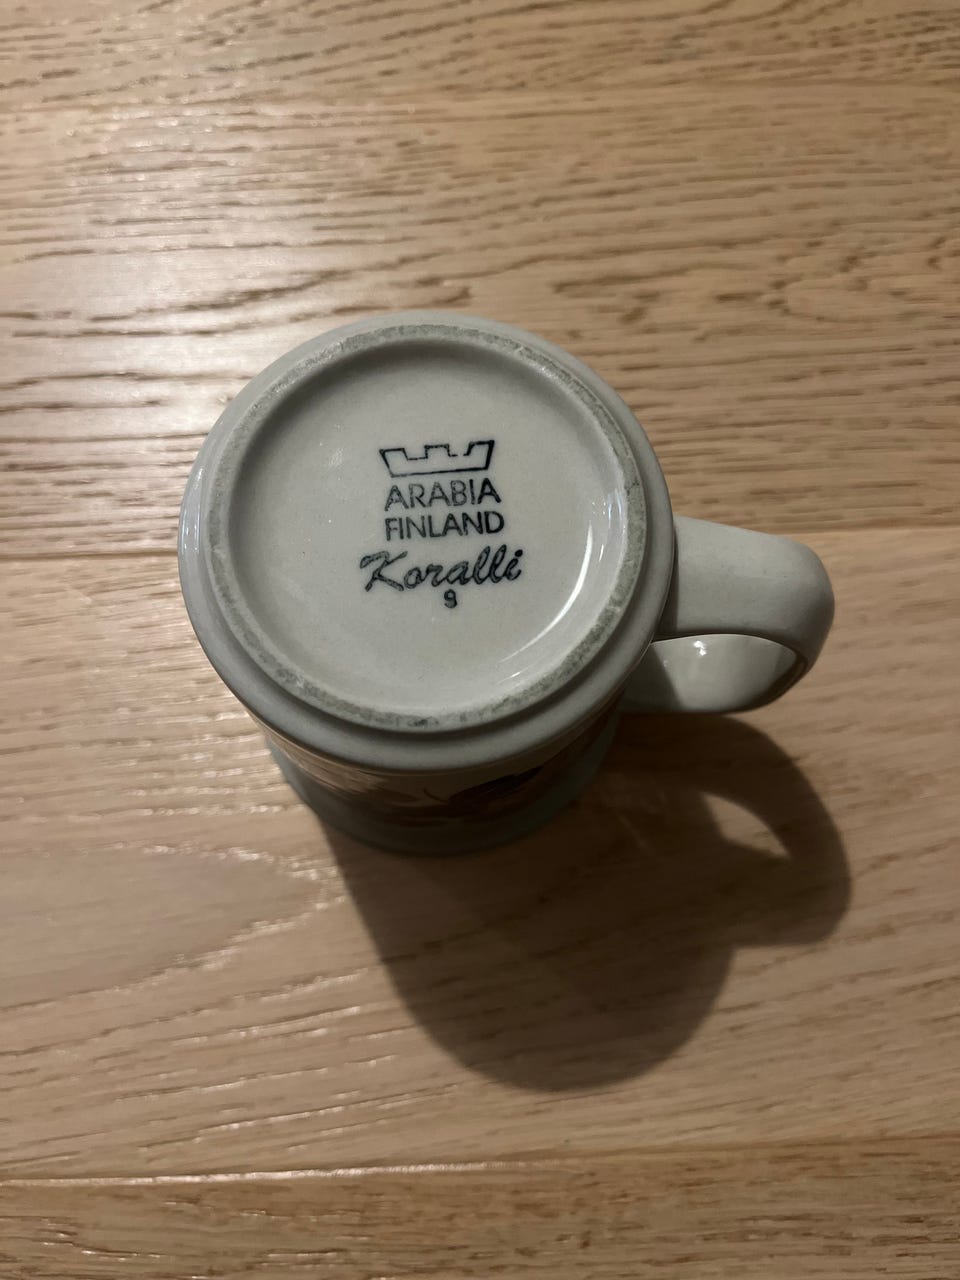 ARABIA
FINLAND
Koralli
9